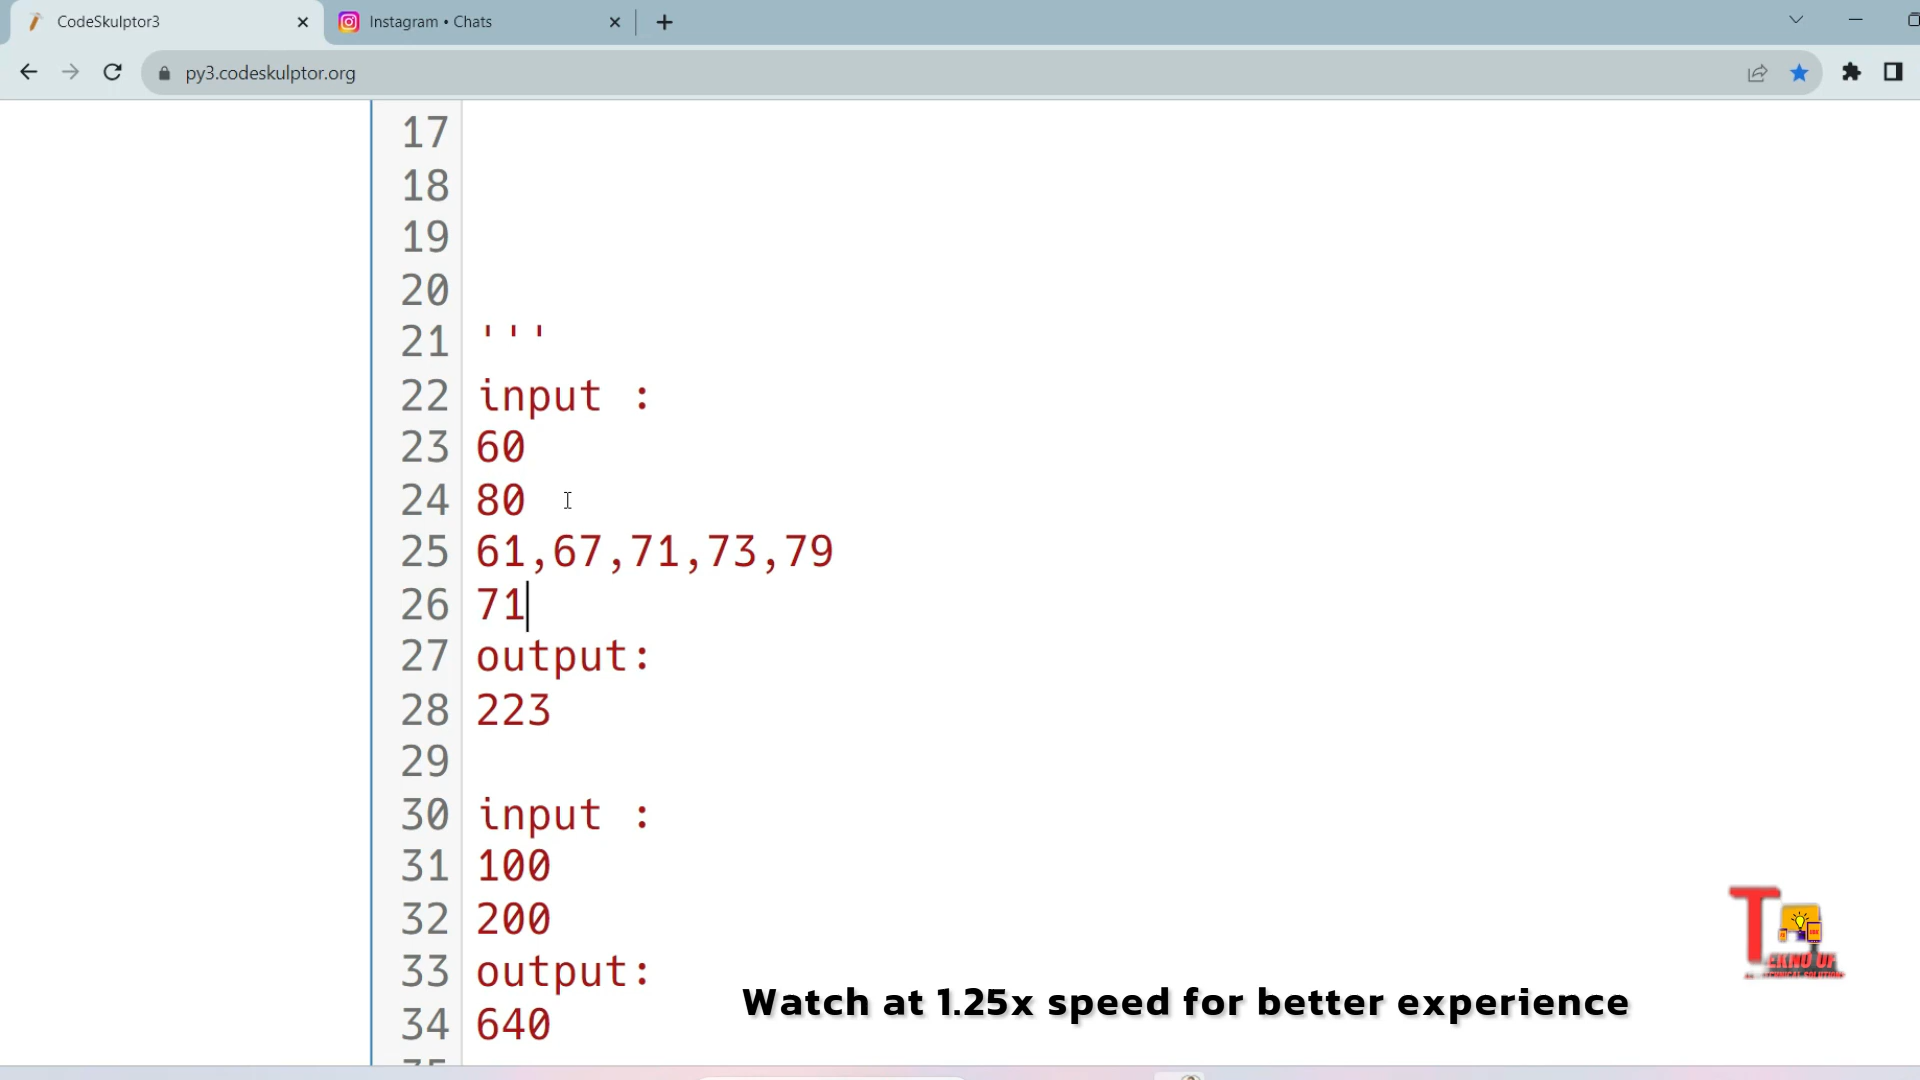 CodeSkulptor3
Instagram • Chats
py3.codeskulptor.org
17
18
19
20
21 '''
22 input :
23 60
24 80
25 61,67,71,73,79
26 71
27 output:
28 223
29
30 input :
31 100
32 200
33 output:
34 640
Watch at 1.25x speed for better experience